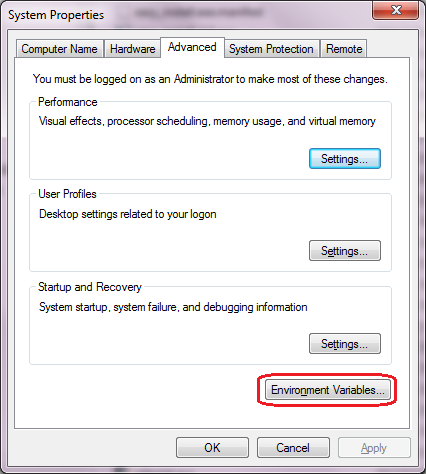 System Properties
Computer Name Hardware Advanced System Protection Remote
You must be logged on as an Administrator to make most of these changes.
Performance
Visual effects, processor scheduling, memory usage, and virtual memory
Settings...
User Profiles
Desktop settings related to your logon
Settings...
Startup and Recovery
System startup, system failure, and debugging information
Settings...
Environment Variables...
OK Cancel Apply